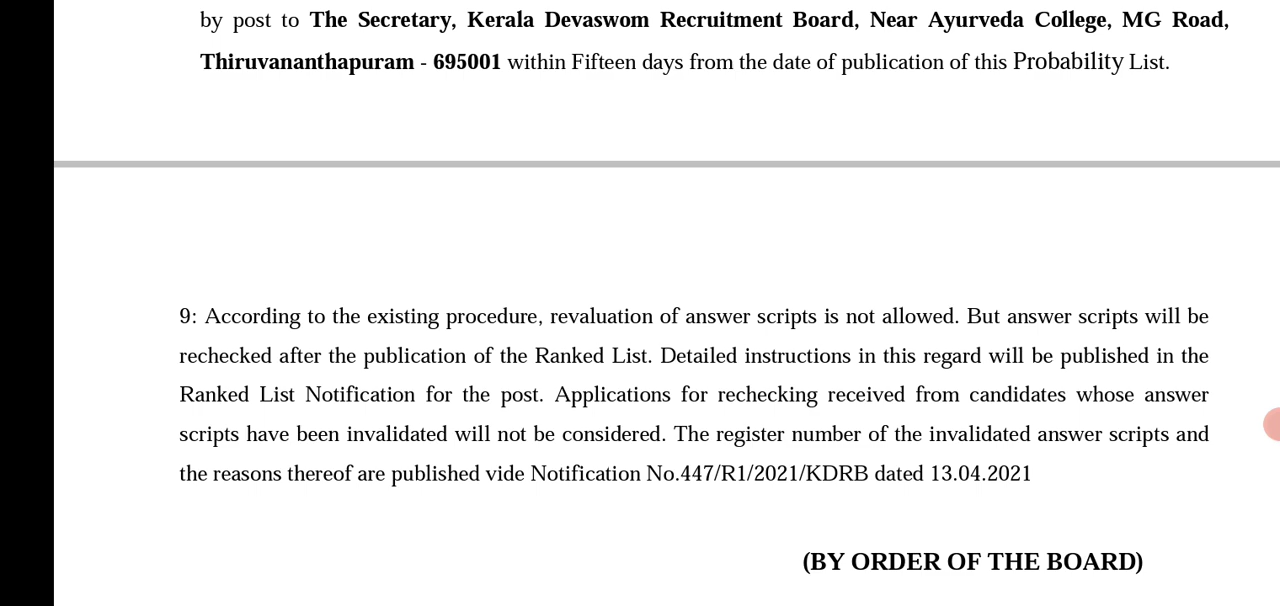 by post to The Secretary, Kerala Devaswom Recruitment Board, Near Ayurveda College, MG Road,
Thiruvananthapuram - 695001 within Fifteen days from the date of publication of this Probability List.
9: According to the existing procedure, revaluation of answer scripts is not allowed. But answer scripts will be
rechecked after the publication of the Ranked List. Detailed instructions in this regard will be published in the
Ranked List Notification for the post. Applications for rechecking received from candidates whose answer
scripts have been invalidated will not be considered. The register number of the invalidated answer scripts and
the reasons thereof are published vide Notification No.447/R1/2021/KDRB dated 13.04.2021
(BY ORDER OF THE BOARD)